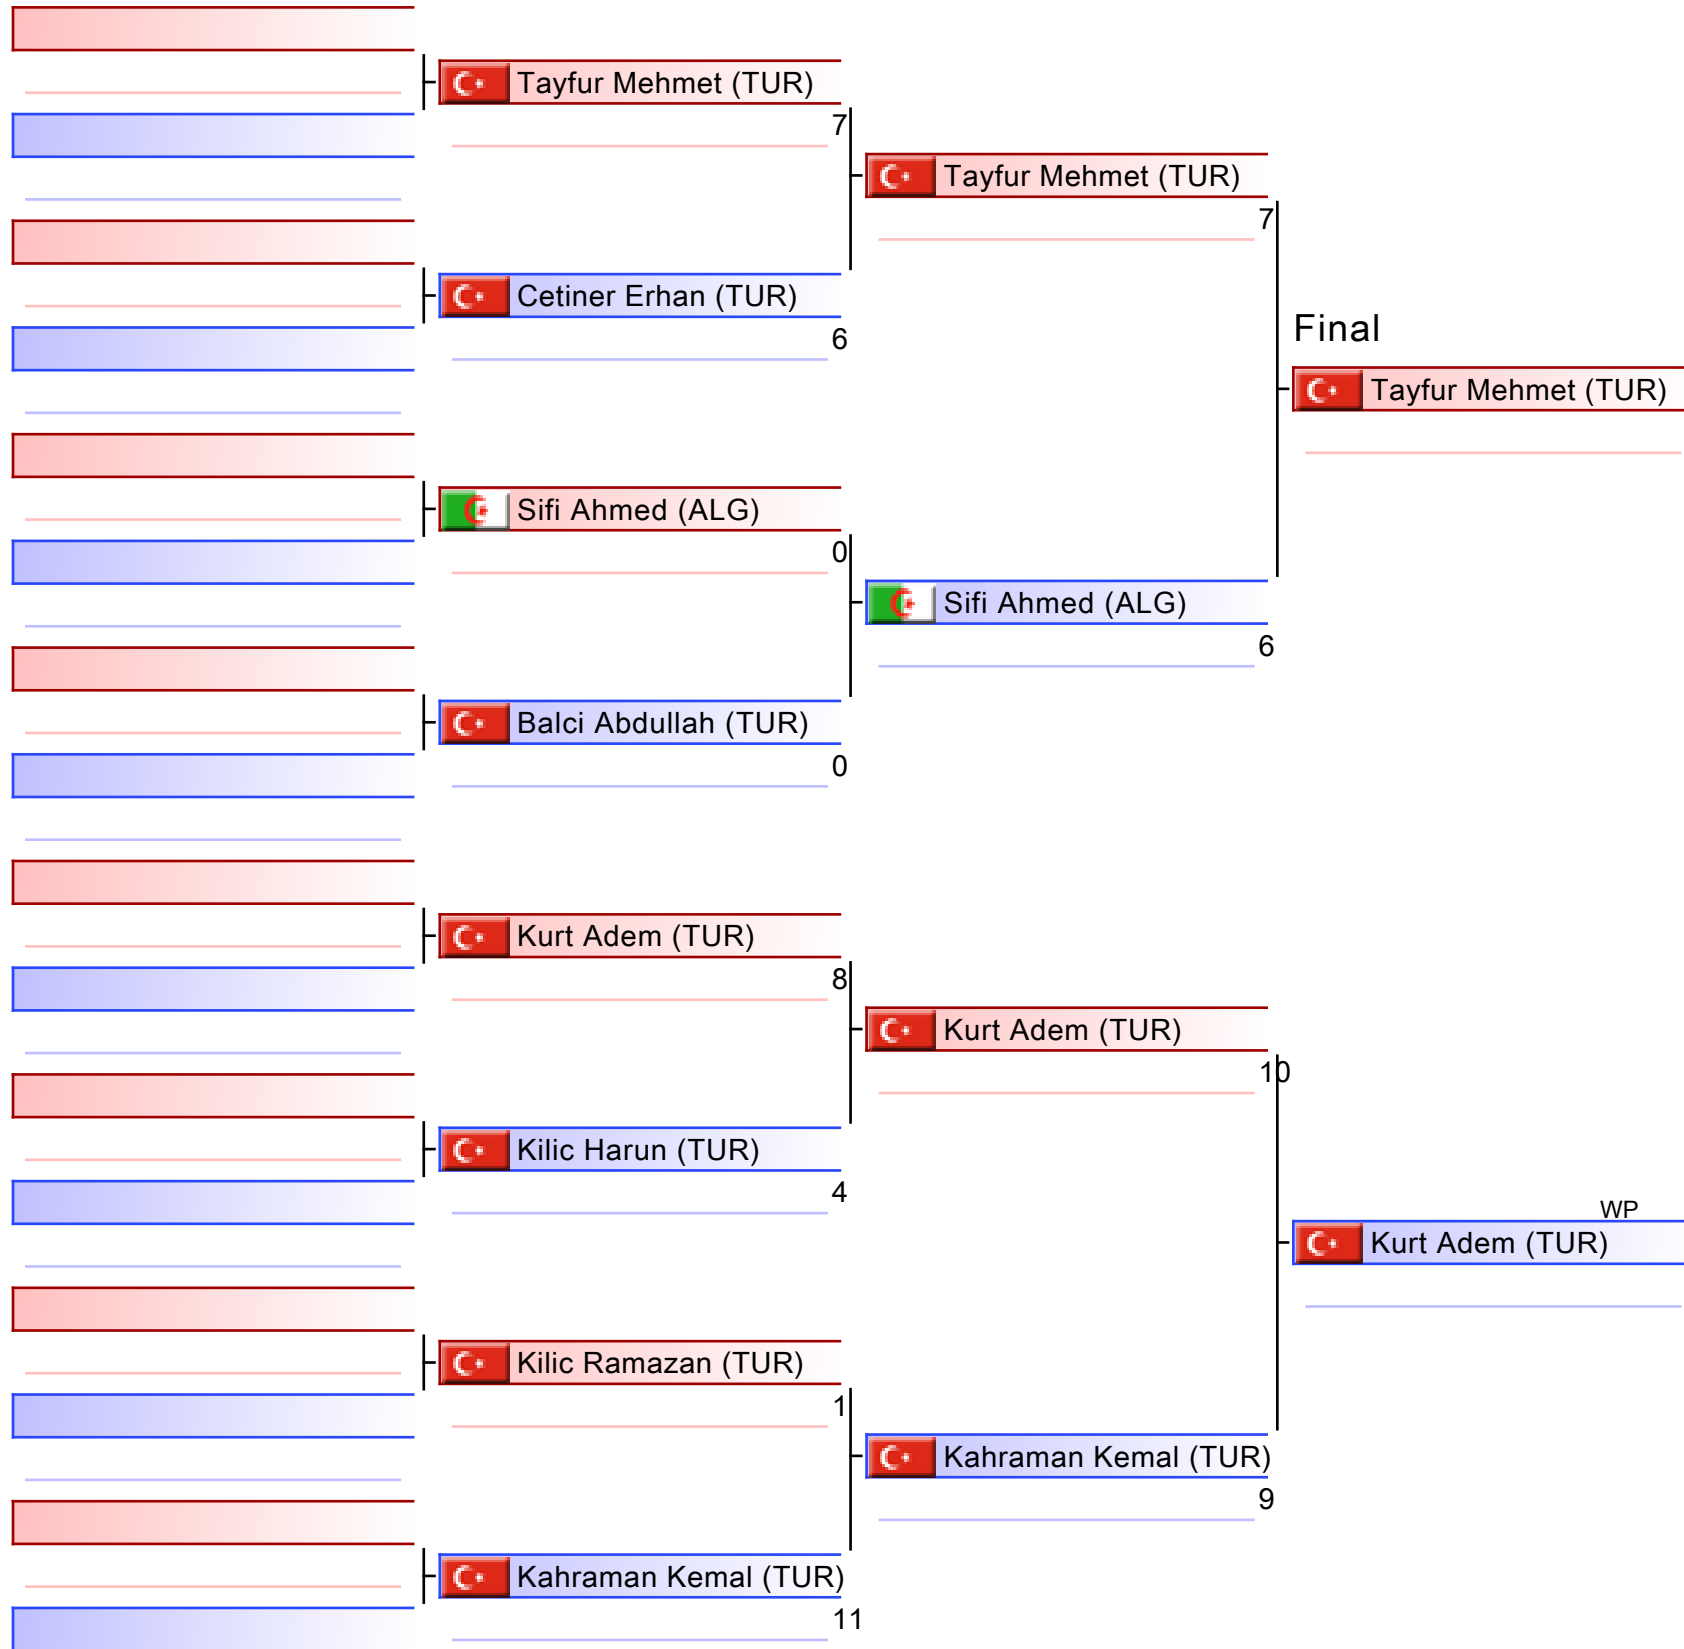 Tayfur Mehmet (TUR)
7
Tayfur Mehmet (TUR)
7
Cetiner Erhan (TUR)
6
Final
Tayfur Mehmet (TUR)
Sifi Ahmed (ALG)
0
Sifi Ahmed (ALG)
6
Balci Abdullah (TUR)
0
Kurt Adem (TUR)
8
Kurt Adem (TUR)
10
Kilic Harun (TUR)
4
WP
Kurt Adem (TUR)
Kilic Ramazan (TUR)
1
Kahraman Kemal (TUR)
9
Kahraman Kemal (TUR)
11